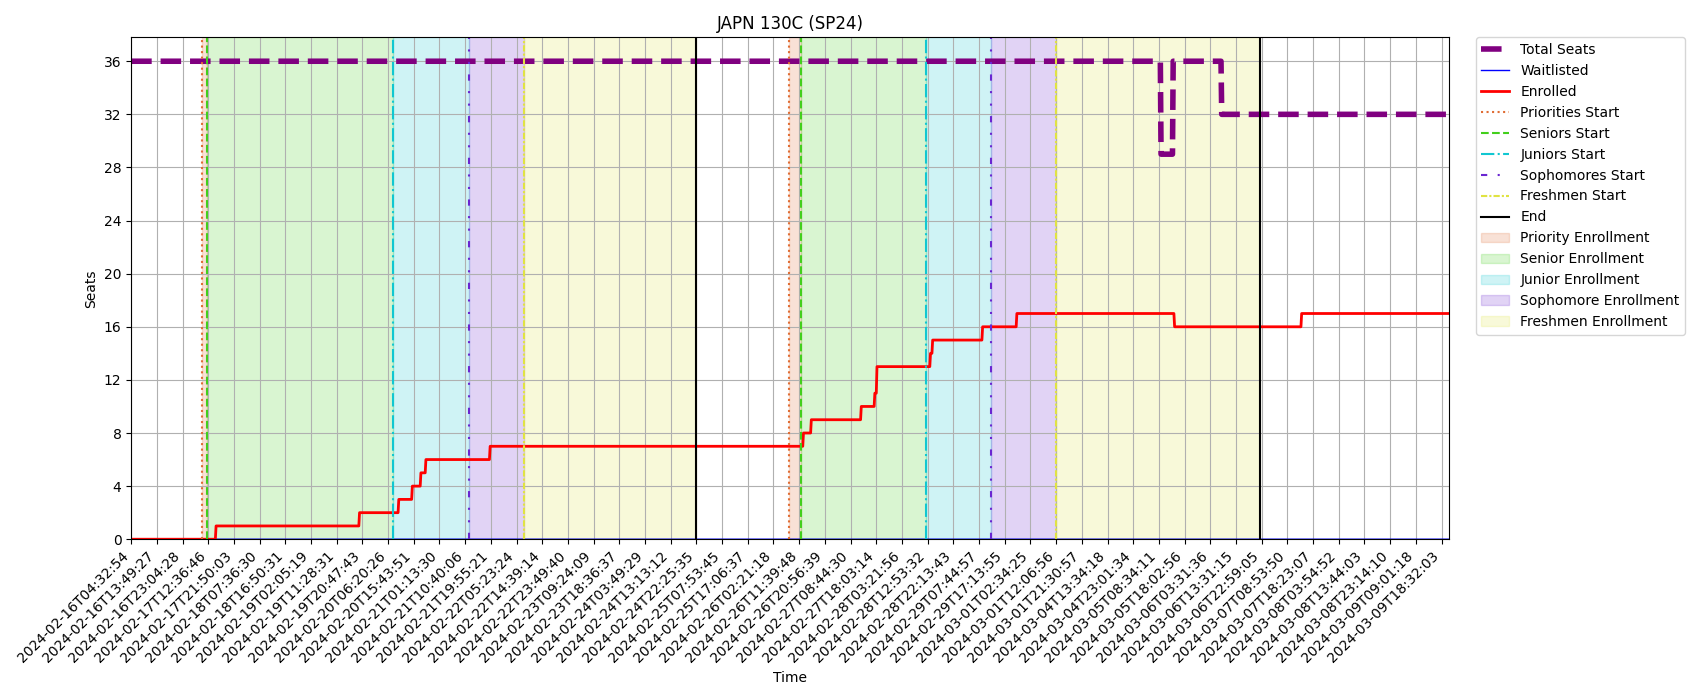 JAPN 130C (SP24)
Seats
36
32
28
24
20
16
12
8
4
0
2024-02-16T04:32:54
2024-02-16T13:49:27
2024-02-16T23:04:28
2024-02-17T12:36:46
2024-02-17T21:50:03
2024-02-18T07:36:30
2024-02-18T16:50:31
2024-02-19T02:05:19
2024-02-19T11:28:31
2024-02-19T20:47:43
2024-02-20T06:20:26
2024-02-20T15:43:51
2024-02-21T01:13:30
2024-02-21T10:40:06
2024-02-21T19:55:21
2024-02-22T05:23:24
2024-02-22T14:39:14
2024-02-22T23:49:40
2024-02-23T09:24:09
2024-02-23T18:36:37
2024-02-24T03:49:29
2024-02-24T13:13:12
2024-02-24T22:25:35
2024-02-25T07:53:45
2024-02-25T17:06:37
2024-02-26T02:21:18
2024-02-26T11:39:48
2024-02-26T20:56:39
2024-02-27T08:44:30
2024-02-27T18:03:14
2024-02-28T03:21:56
2024-02-28T12:53:32
2024-02-28T22:13:43
2024-02-29T07:44:57
2024-02-29T17:13:55
2024-03-01T02:34:25
2024-03-01T12:06:56
2024-03-01T21:30:57
2024-03-04T13:34:18
2024-03-04T23:01:34
2024-03-05T08:34:11
2024-03-05T18:02:56
2024-03-06T03:31:36
2024-03-06T13:31:15
2024-03-06T22:59:05
2024-03-07T08:53:50
2024-03-07T18:23:07
2024-03-08T03:54:52
2024-03-08T13:44:03
2024-03-08T23:14:10
2024-03-09T09:01:18
2024-03-09T18:32:03
Time
Total Seats
Waitlisted
Enrolled
Priorities Start
Seniors Start
Juniors Start
Sophomores Start
Freshmen Start
End
Priority Enrollment
Senior Enrollment
Junior Enrollment
Sophomore Enrollment
Freshmen Enrollment